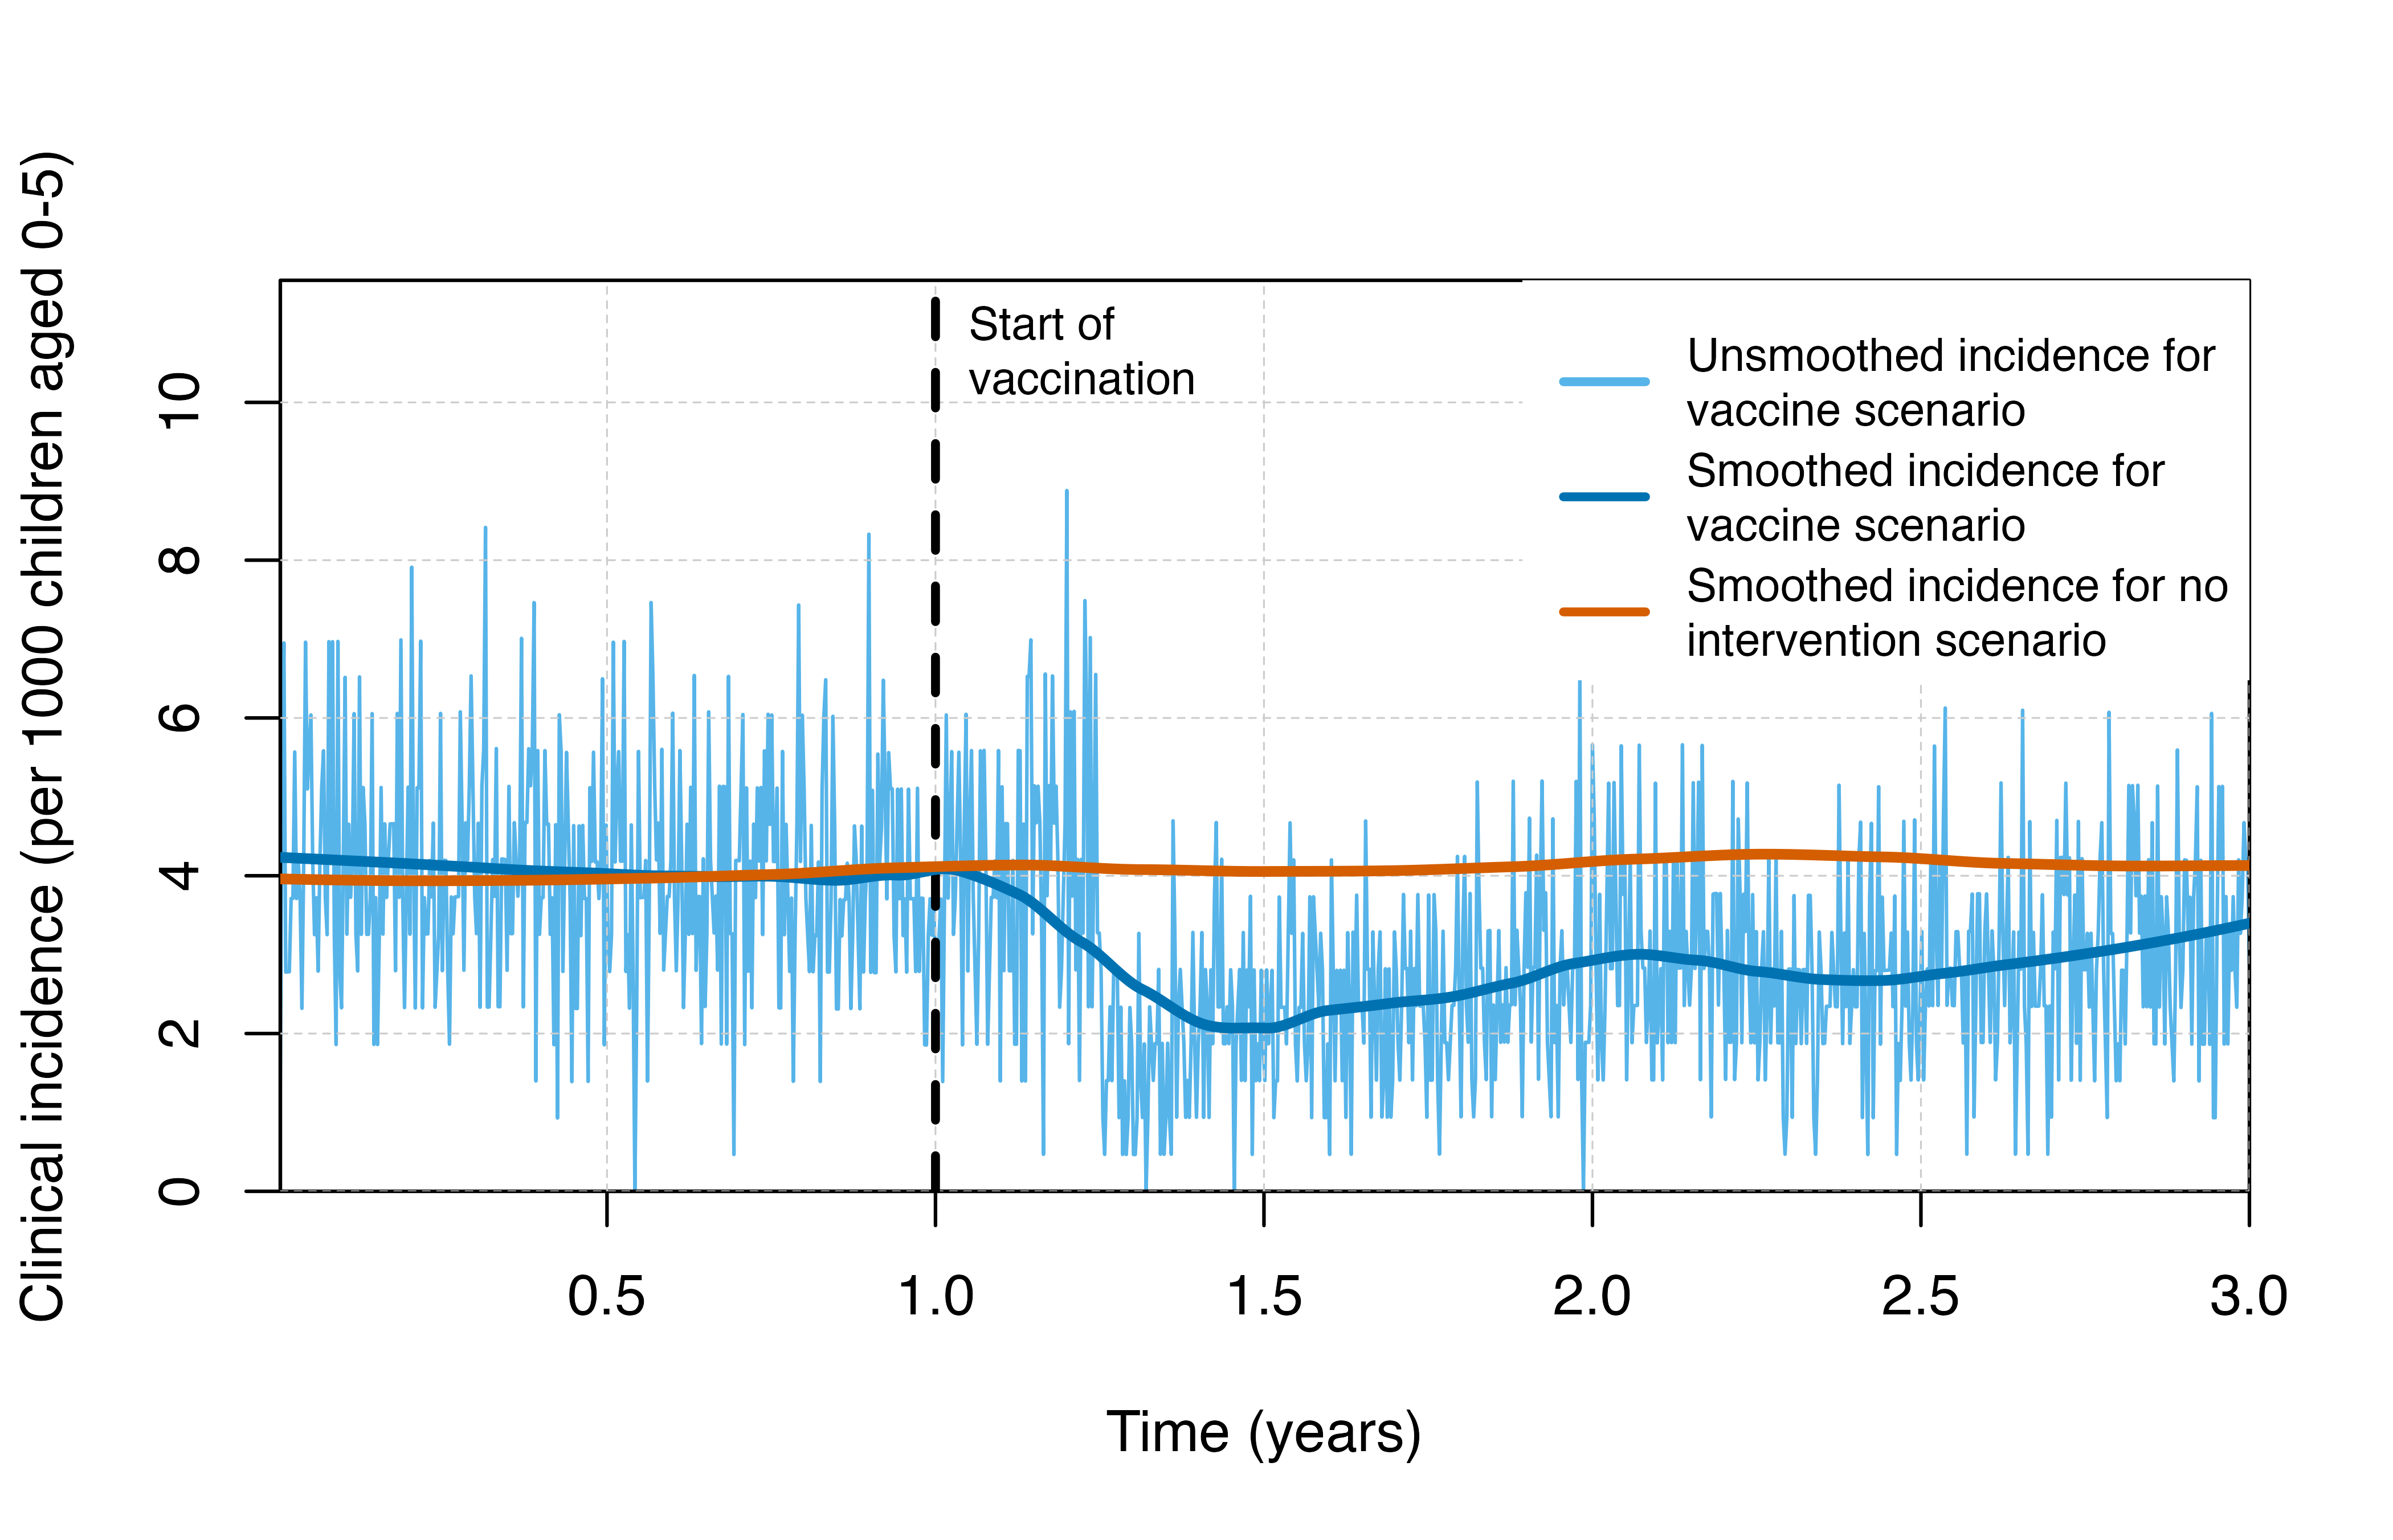 Clinical incidence (per 1000 children aged 0-5)
10
8
6
4
2
0
Start of
vaccination
Unsmoothed incidence for
vaccine scenario
Smoothed incidence for
vaccine scenario
Smoothed incidence for no
intervention scenario
0.5 1.0 1.5 2.0 2.5 3.0
Time (years)